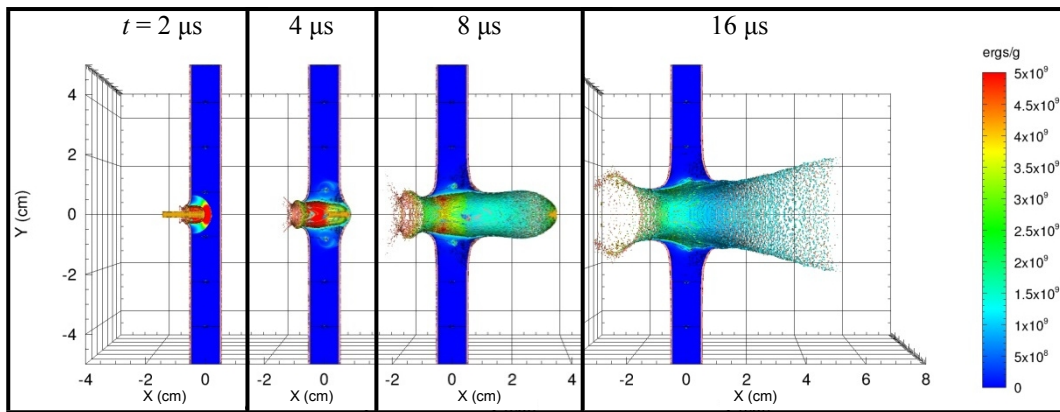 t = 2 μs
4 μs
8 μs
16 μs
ergs/g
5x10⁹
4.5x10⁹
4x10⁹
3.5x10⁹
3x10⁹
2.5x10⁹
2x10⁹
1.5x10⁹
1x10⁹
5x10⁸
0
Y (cm)
4
2
0
-2
-4
-4 -2 0
X (cm)
0
X (cm)
0 2 4
X (cm)
-2 0 2 4 6 8
X (cm)